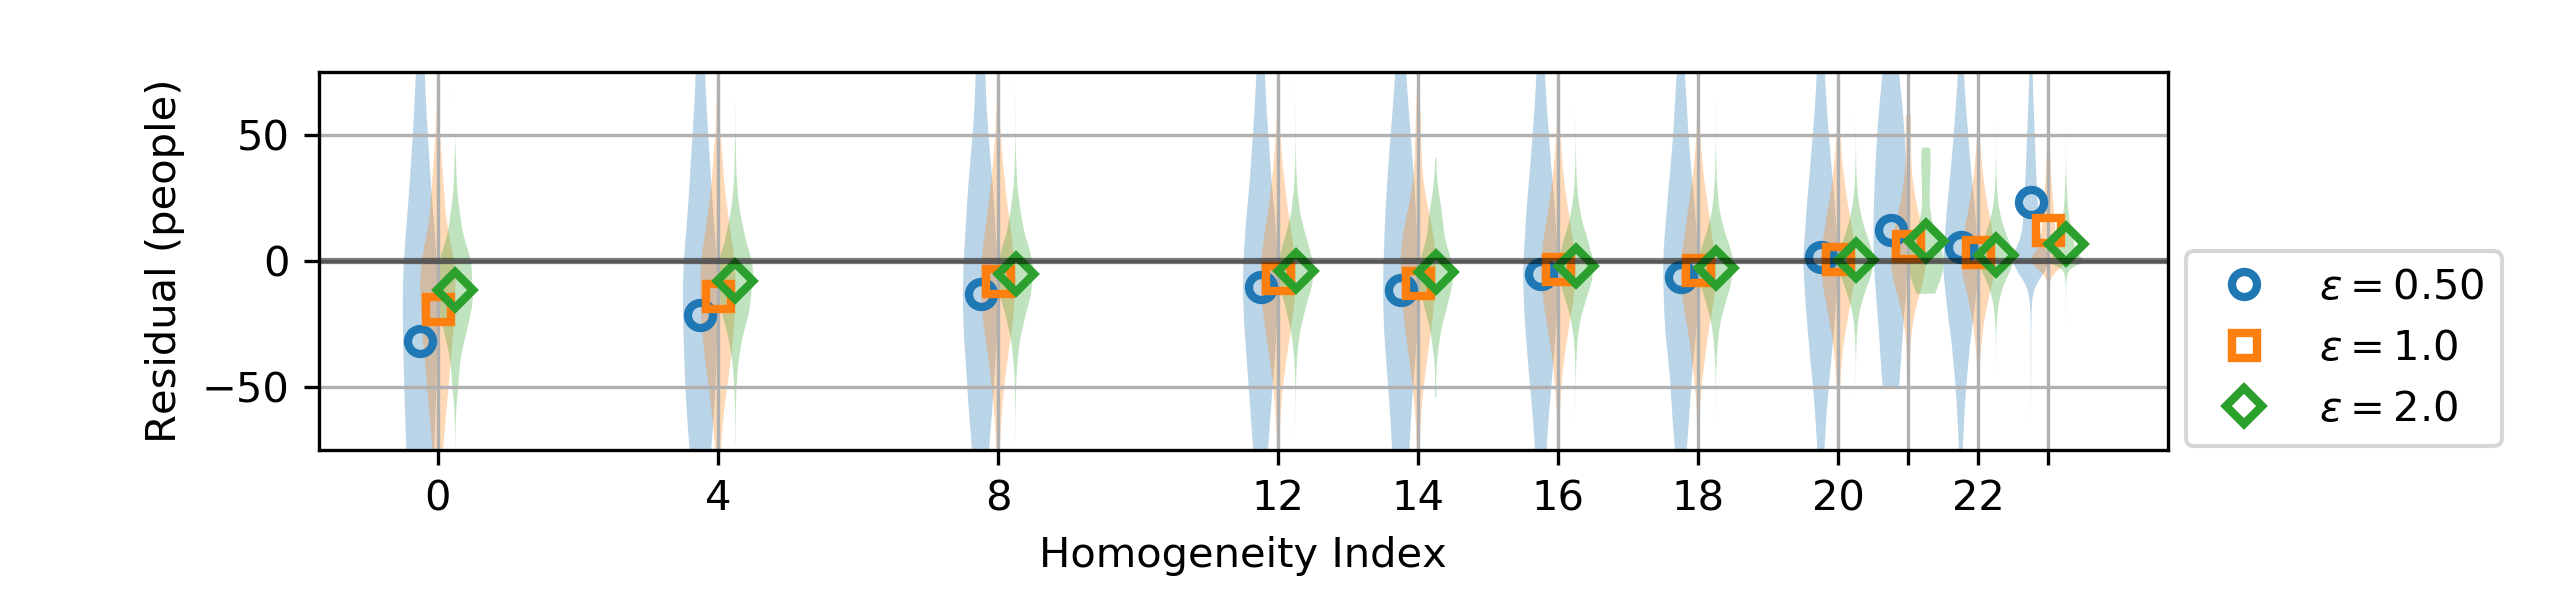 Residual (people)
50
0
−50
0 4 8 12 14 16 18 20 22
Homogeneity Index
ε = 0.50
ε = 1.0
ε = 2.0